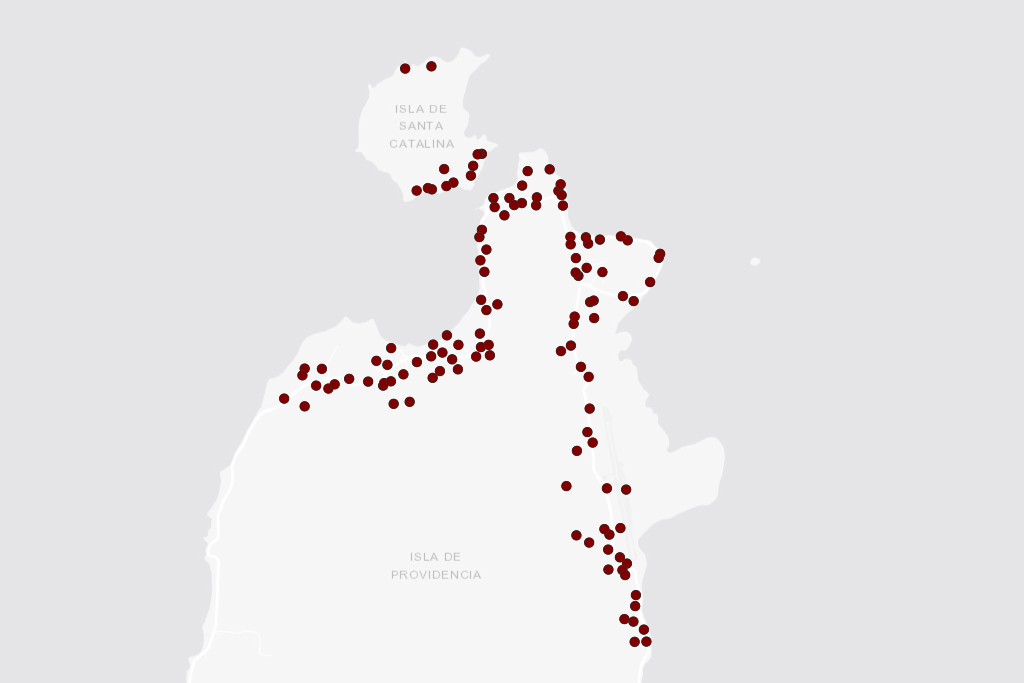 ISLA DE
SANTA
CATALINA
ISLA DE
PROVIDENCIA